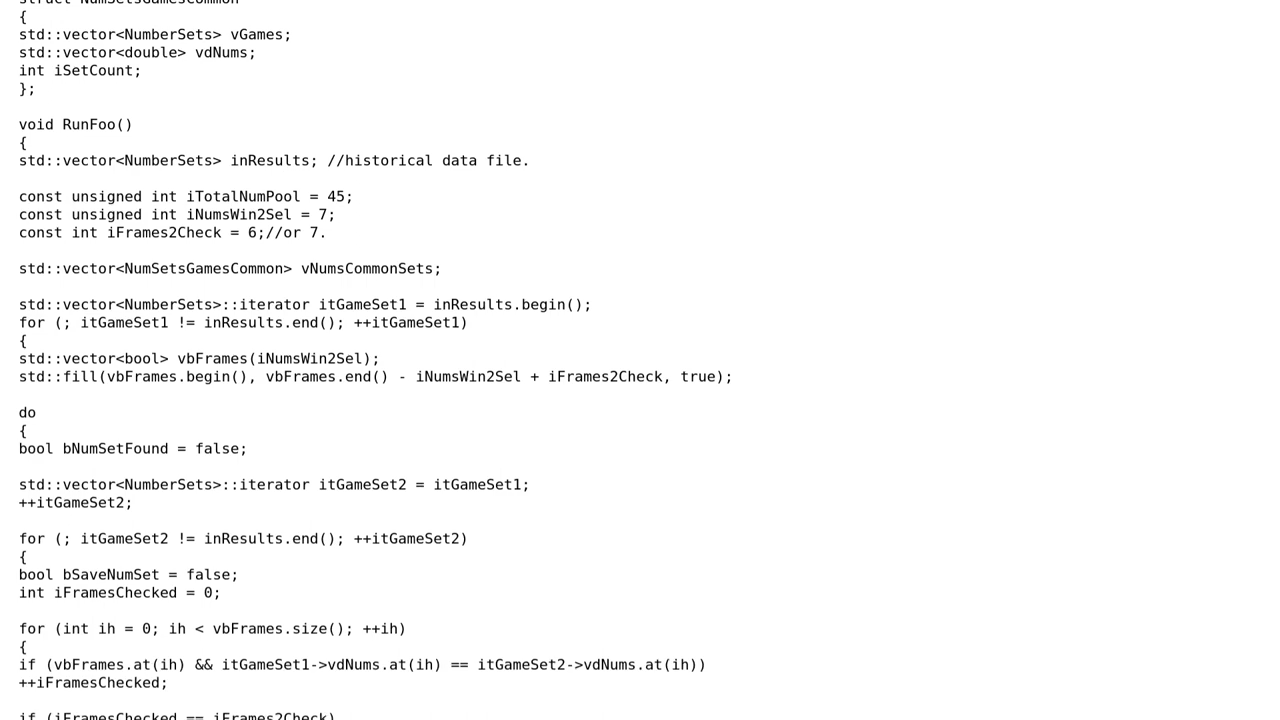 struct NumSetsGamesCommon
{
std::vector<NumberSets> vGames;
std::vector<double> vdNums;
int iSetCount;
};
void RunFoo()
{
std::vector<NumberSets> inResults; //historical data file.
const unsigned int iTotalNumPool = 45;
const unsigned int iNumsWin2Sel = 7;
const int iFrames2Check = 6;//or 7.
std::vector<NumSetsGamesCommon> vNumsCommonSets;
std::vector<NumberSets>::iterator itGameSet1 = inResults.begin();
for (; itGameSet1 != inResults.end(); ++itGameSet1)
{
std::vector<bool> vbFrames(iNumsWin2Sel);
std::fill(vbFrames.begin(), vbFrames.end() - iNumsWin2Sel + iFrames2Check, true);
do
{
bool bNumSetFound = false;
std::vector<NumberSets>::iterator itGameSet2 = itGameSet1;
++itGameSet2;
for (; itGameSet2 != inResults.end(); ++itGameSet2)
{
bool bSaveNumSet = false;
int iFramesChecked = 0;
for (int ih = 0; ih < vbFrames.size(); ++ih)
{
if (vbFrames.at(ih) && itGameSet1->vdNums.at(ih) == itGameSet2->vdNums.at(ih))
++iFramesChecked;
if (iFramesChecked == iFrames2Check)